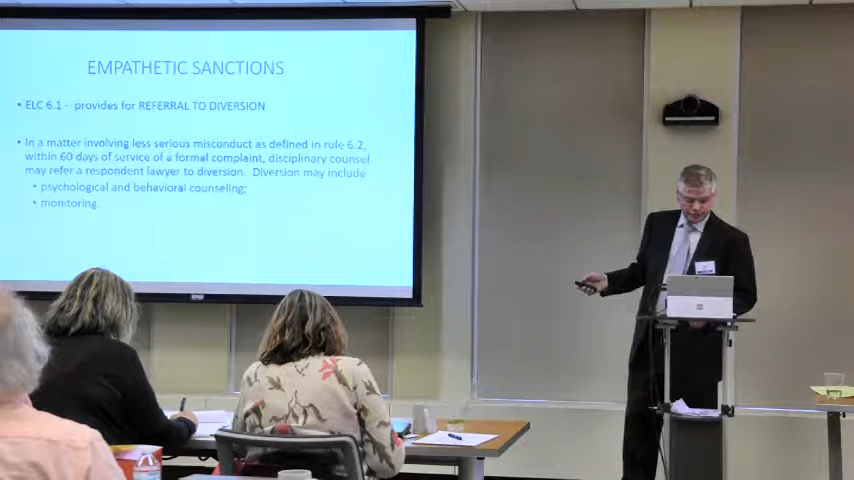 EMPATHETIC SANCTIONS
• ELC 6.1 - provides for REFERRAL TO DIVERSION
• In a matter involving less serious misconduct as defined in rule 6.2,
within 60 days of service of a formal complaint, disciplinary counsel
may refer a respondent lawyer to diversion. Diversion may include
• psychological and behavioral counseling;
• monitoring.